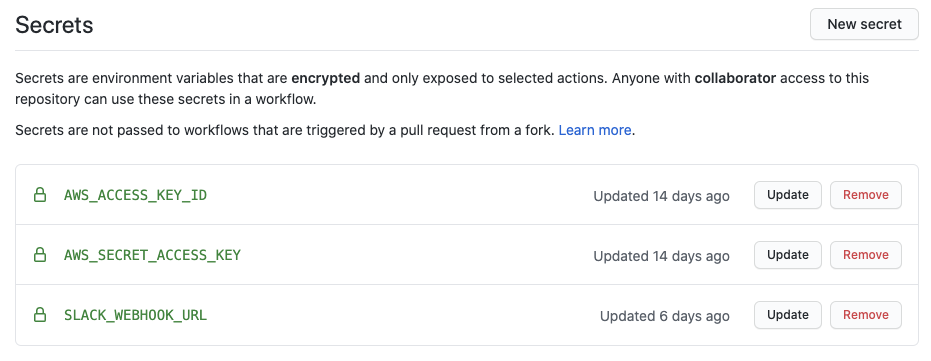 Secrets
New secret
Secrets are environment variables that are encrypted and only exposed to selected actions. Anyone with collaborator access to this
repository can use these secrets in a workflow.
Secrets are not passed to workflows that are triggered by a pull request from a fork. Learn more.
AWS_ACCESS_KEY_ID Updated 14 days ago Update Remove
AWS_SECRET_ACCESS_KEY Updated 14 days ago Update Remove
SLACK_WEBHOOK_URL Updated 6 days ago Update Remove